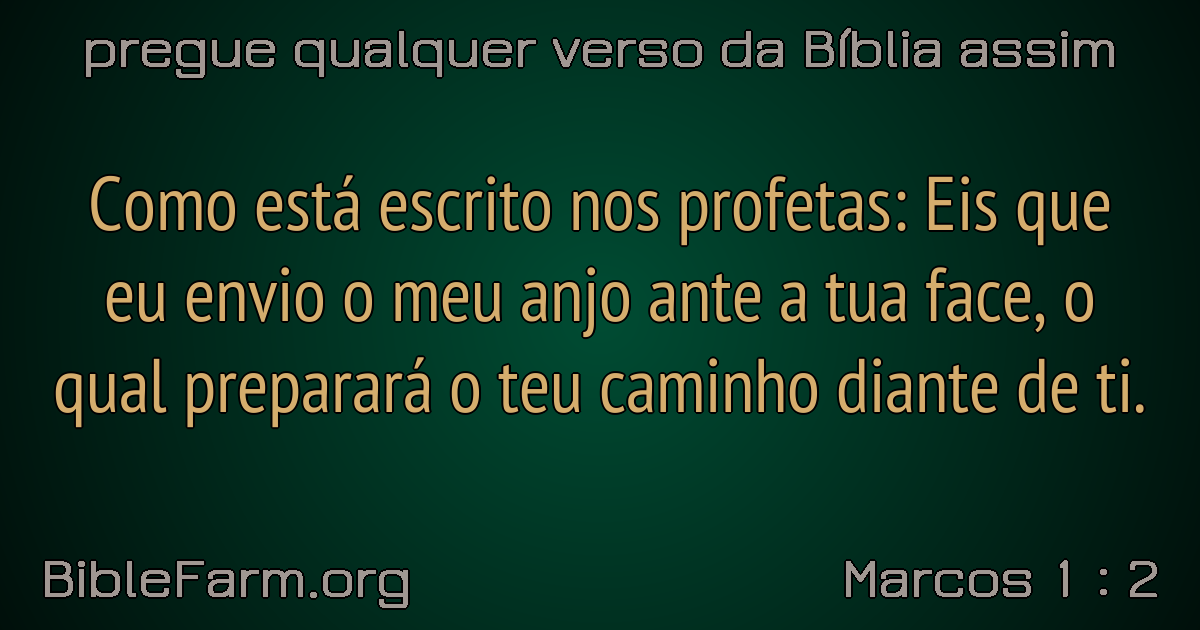 pregue qualquer verso da Bíblia assim
Como está escrito nos profetas: Eis que
eu envio o meu anjo ante a tua face, o
qual preparará o teu caminho diante de ti.
BibleFarm.org
Marcos 1 : 2